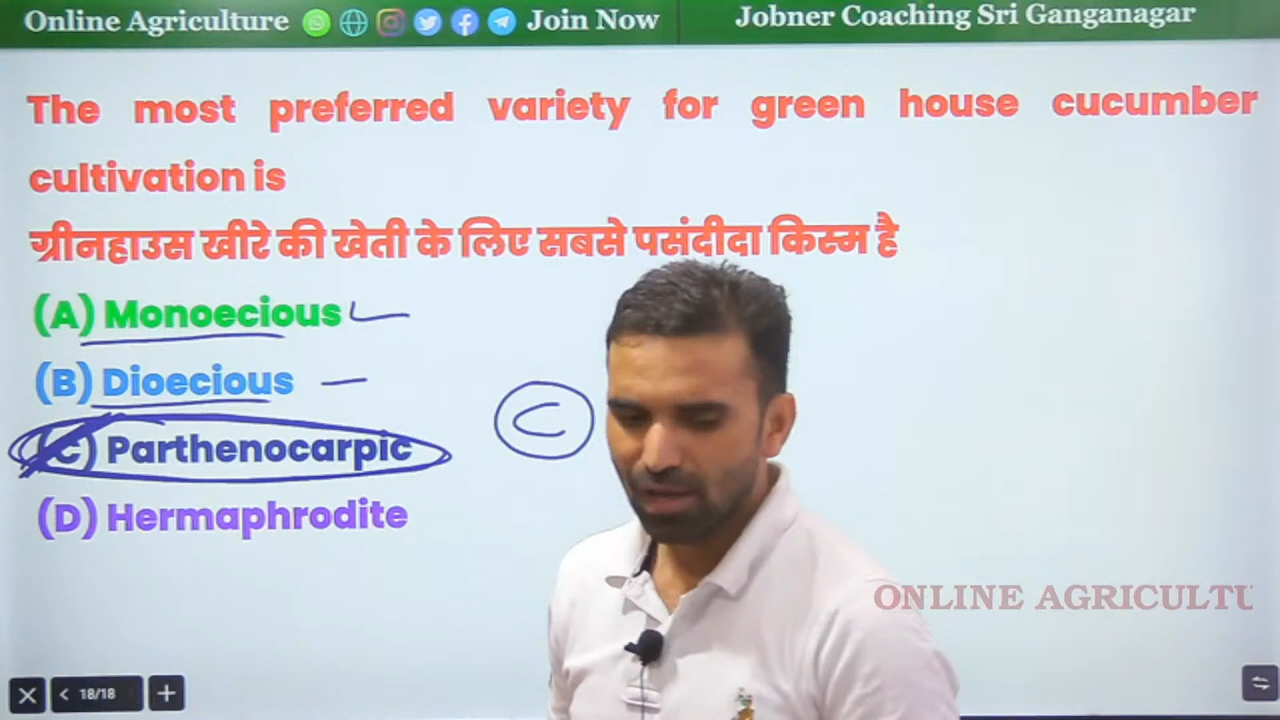 Online Agriculture Join Now
Jobner Coaching Sri Ganganagar
The most preferred variety for green house cucumber
cultivation is
ग्रीनहाउस खीरे की खेती के लिए सबसे पसंदीदा किस्म है
(A) Monoecious
(B) Dioecious
(C) Parthenocarpic
C
(D) Hermaphrodite
ONLINE AGRICULTU
18/18